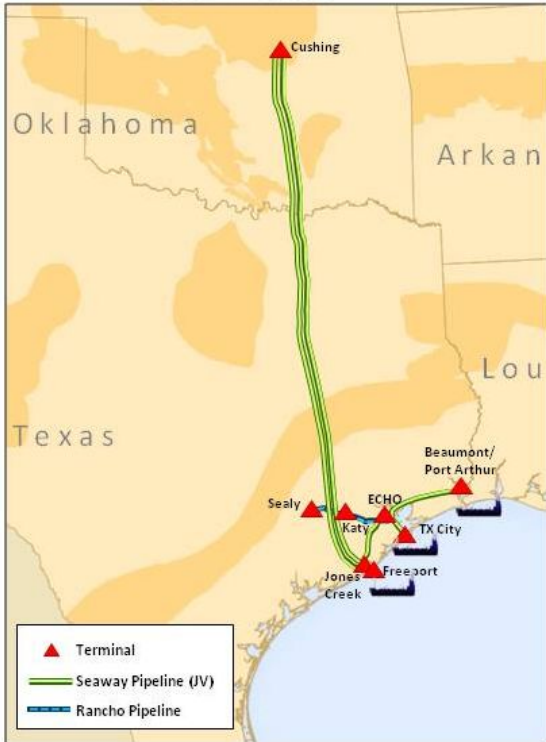 Cushing
Oklahoma
Arkan
Lou
Texas
Beaumont/
Port Arthur
Sealy
ECHO
Katy
TX City
Jones
Creek
Freeport
Terminal
Seaway Pipeline (JV)
Rancho Pipeline